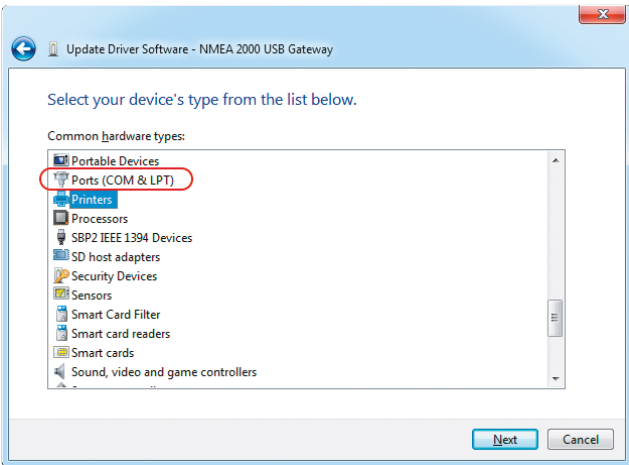 Update Driver Software - NMEA 2000 USB Gateway
Select your device's type from the list below.
Common hardware types:
Portable Devices
Ports (COM & LPT)
Printers
Processors
SBP2 IEEE 1394 Devices
SD host adapters
Security Devices
Sensors
Smart Card Filter
Smart card readers
Smart cards
Sound, video and game controllers
Next Cancel